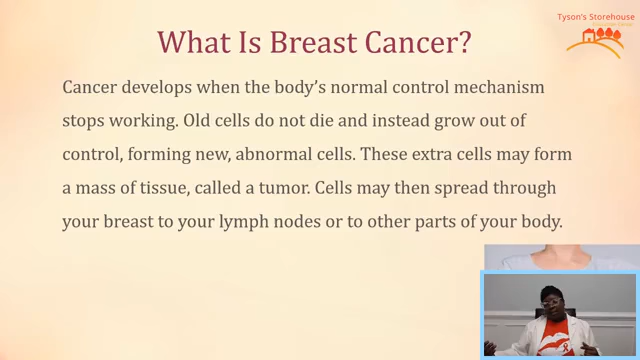 Tyson's Storehouse
What Is Breast Cancer?
Cancer develops when the body's normal control mechanism
stops working. Old cells do not die and instead grow out of
control, forming new, abnormal cells. These extra cells may form
a mass of tissue, called a tumor. Cells may then spread through
your breast to your lymph nodes or to other parts of your body.